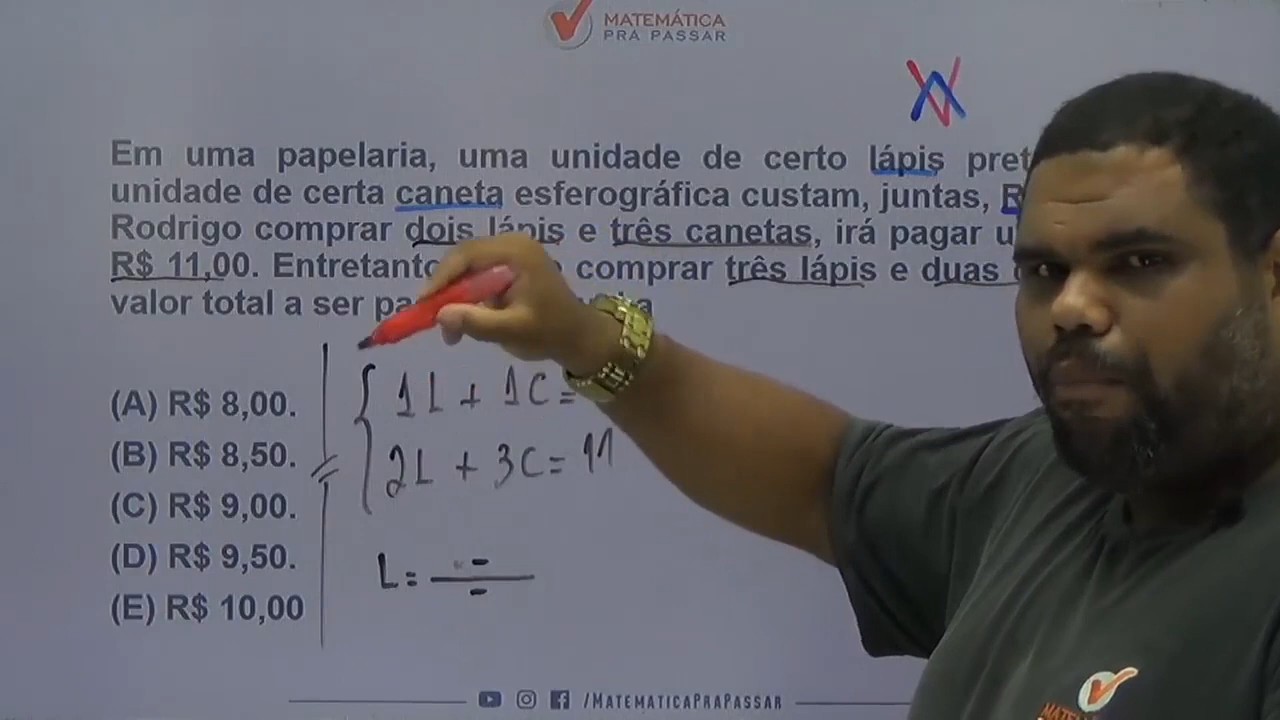 MATEMÁTICA
PRA PASSAR
Em uma papelaria, uma unidade de certo lápis
unidade de certa caneta esferográfica custam, juntas,
Rodrigo comprar dois lápis e três canetas, irá pagar
R$ 11,00. comprar três lápis e duas
valor total a ser
(A) R$ 8,00.
(B) R$ 8,50.
(C) R$ 9,00.
(D) R$ 9,50.
(E) R$ 10,00
1L + 1C =
2L + 3C = 11
L =
/MATEMATICAPRAPASSAR